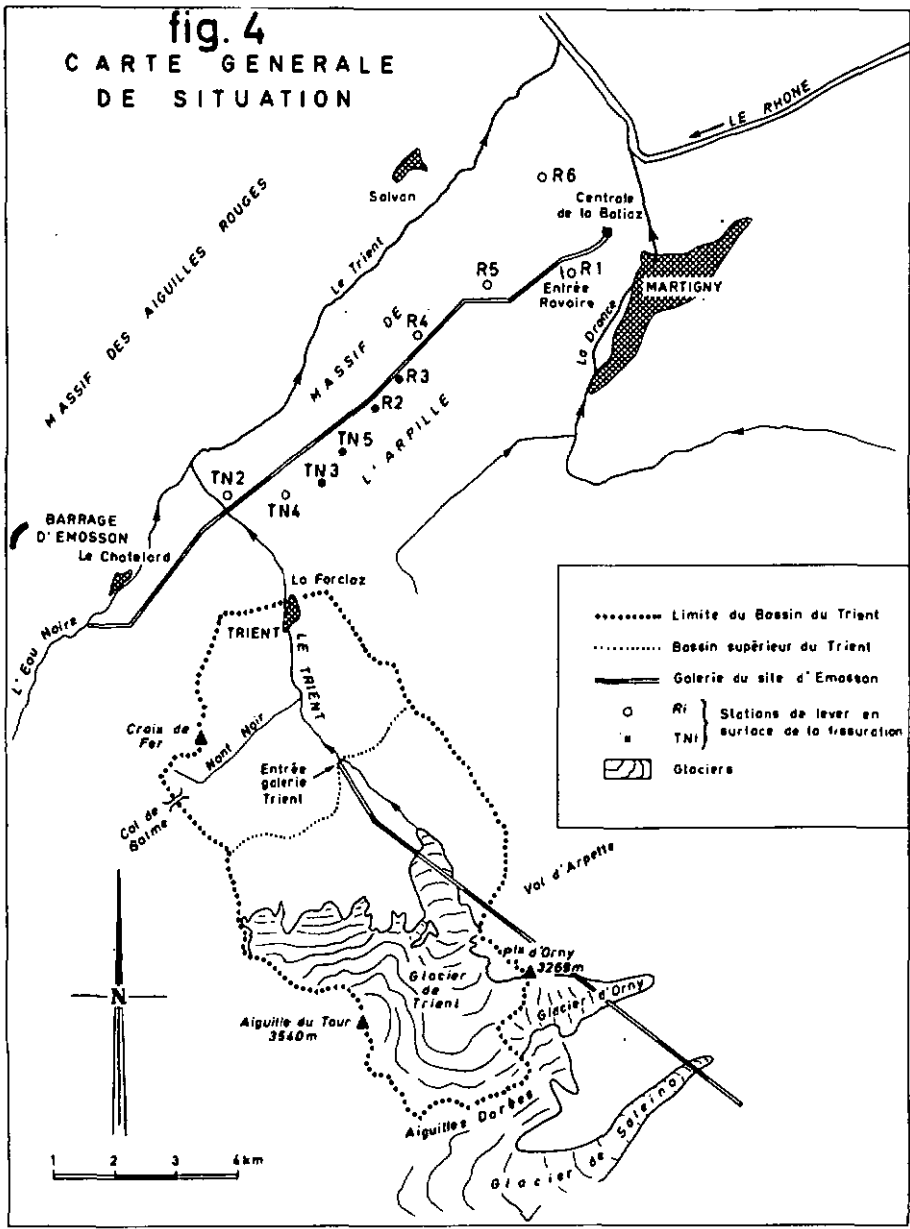 fig. 4
CARTE GENERALE
DE SITUATION
LE RHONE
MASSIF DES AIGUILLES ROUGES
Salvan
Le Trient
R6
Centrale
de la Batiaz
R5
R1
Entrée
Ravoire
MARTIGNY
La Drance
MASSIF DE
L'ARPILLE
R4
R3
R2
TN5
TN3
TN2
TN4
BARRAGE
D'EMOSSON
Le Chatelard
L'Eau Noire
La Forclaz
TRIENT
LE TRIENT
Croix de
Fer
Nant Noir
Entrée
galerie
Trient
Col de
Balme
Val d'Arpette
pte d'Orny
3269m
Glacier
de
Trient
Glacier d'Orny
Aiguille du Tour
3540m
Aiguilles Dorées
Glacier de Saleina
N
1 2 3 4 km
Limite du Bassin du Trient
Bassin supérieur du Trient
Galerie du site d'Emosson
Ri
TNi
Stations de lever en
surface de la fissuration
Glaciers